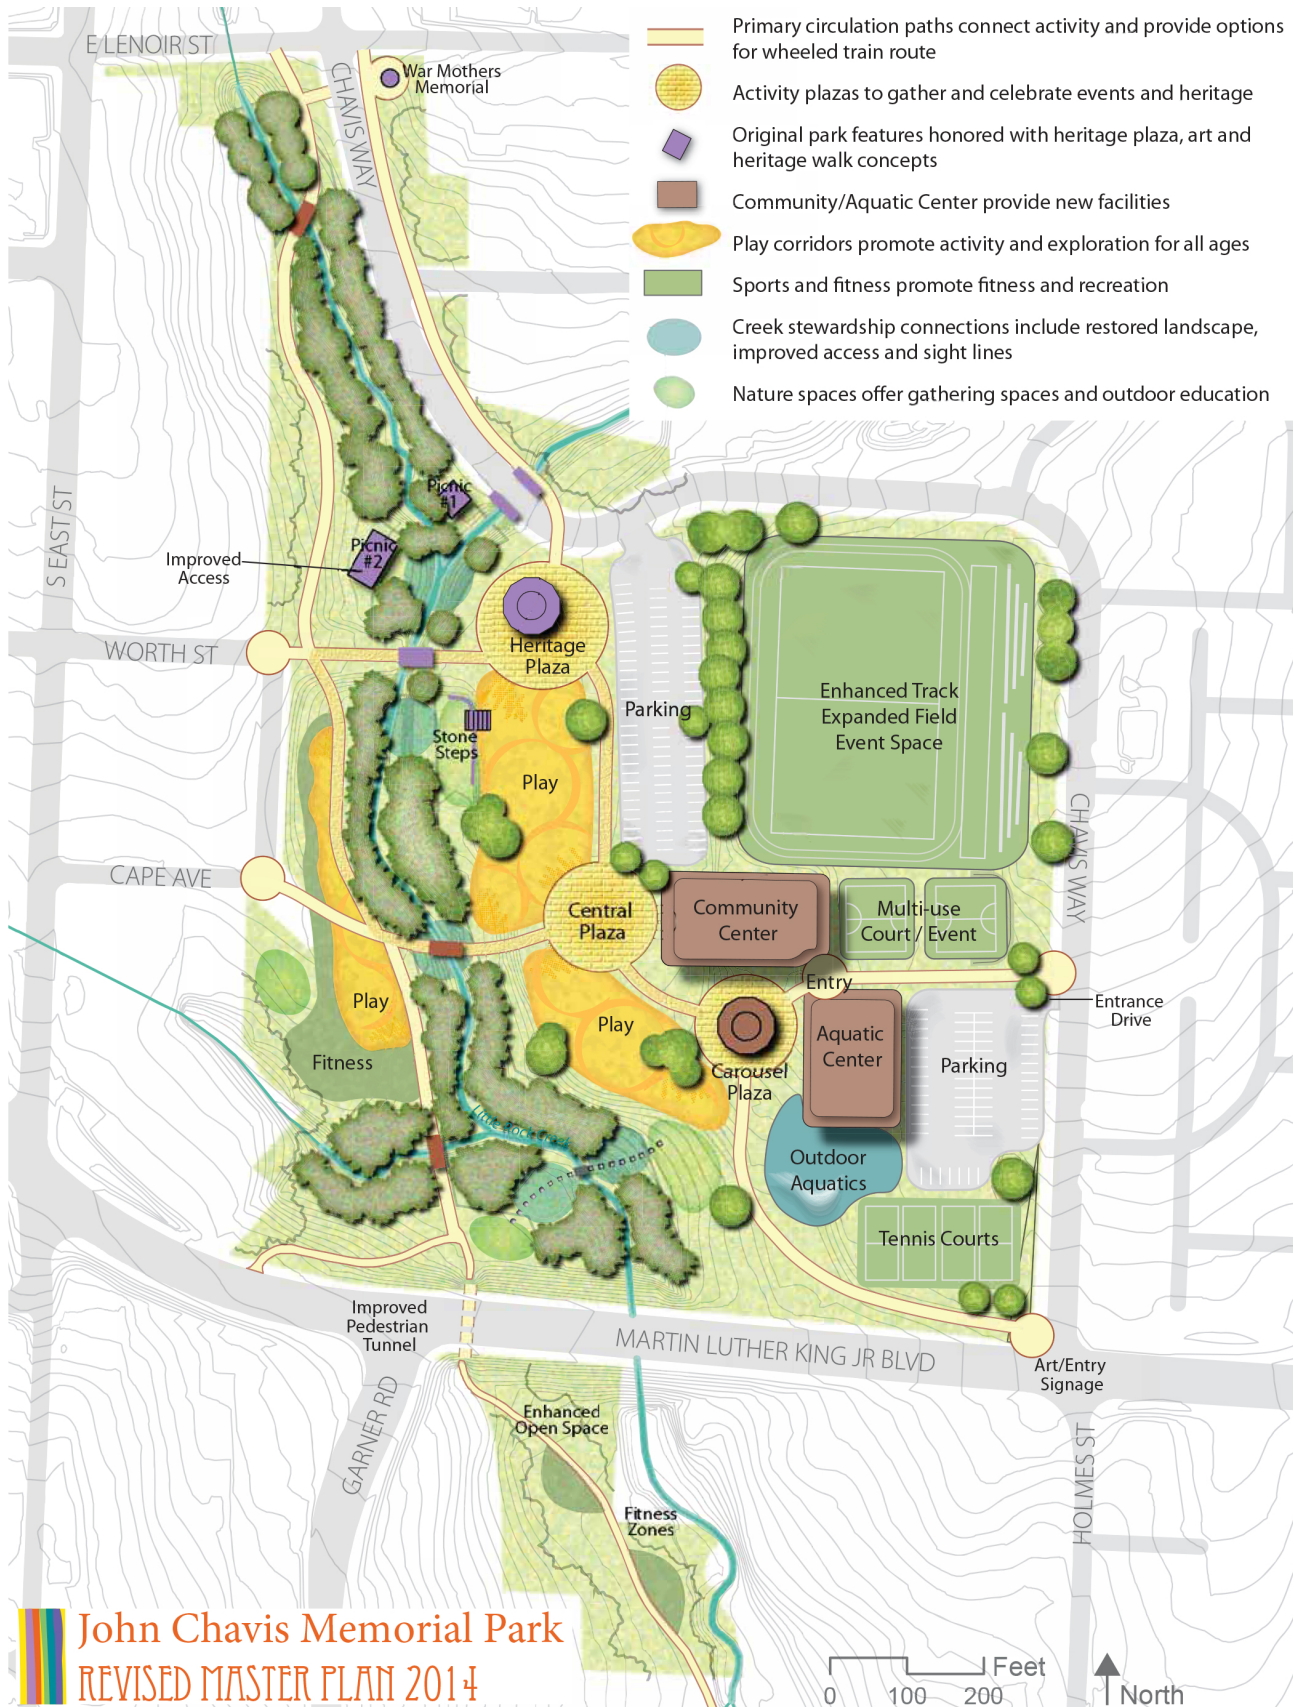 Primary circulation paths connect activity and provide options
for wheeled train route
Activity plazas to gather and celebrate events and heritage
Original park features honored with heritage plaza, art and
heritage walk concepts
Community/Aquatic Center provide new facilities
Play corridors promote activity and exploration for all ages
Sports and fitness promote fitness and recreation
Creek stewardship connections include restored landscape,
improved access and sight lines
Nature spaces offer gathering spaces and outdoor education
E LENOIR ST
CHAVIS WAY
War Mothers
Memorial
S EAST ST
Picnic
#1
Picnic
#2
Improved
Access
WORTH ST
Heritage
Plaza
Parking
Enhanced Track
Expanded Field
Event Space
Stone
Steps
Play
CHAVIS WAY
CAPE AVE
Central
Plaza
Community
Center
Multi-use
Court / Event
Entry
Play
Play
Fitness
Entrance
Drive
Aquatic
Center
Parking
Carousel
Plaza
Little Rock Creek
Outdoor
Aquatics
Tennis Courts
Improved
Pedestrian
Tunnel
MARTIN LUTHER KING JR BLVD
Art/Entry
Signage
GARNER RD
Enhanced
Open Space
HOLMES ST
Fitness
Zones
John Chavis Memorial Park
REVISED MASTER PLAN 2014
Feet
0 100 200
North